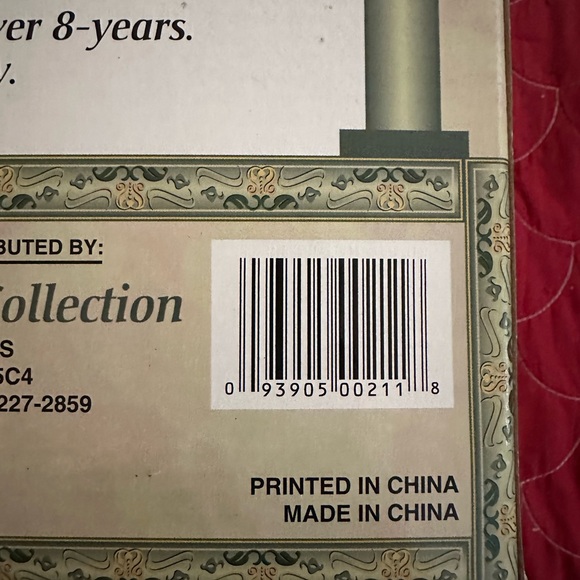 ver 8-years.
y.
BUTED BY:
Collection
S
5C4
227-2859
0 93905 00211 8
PRINTED IN CHINA
MADE IN CHINA